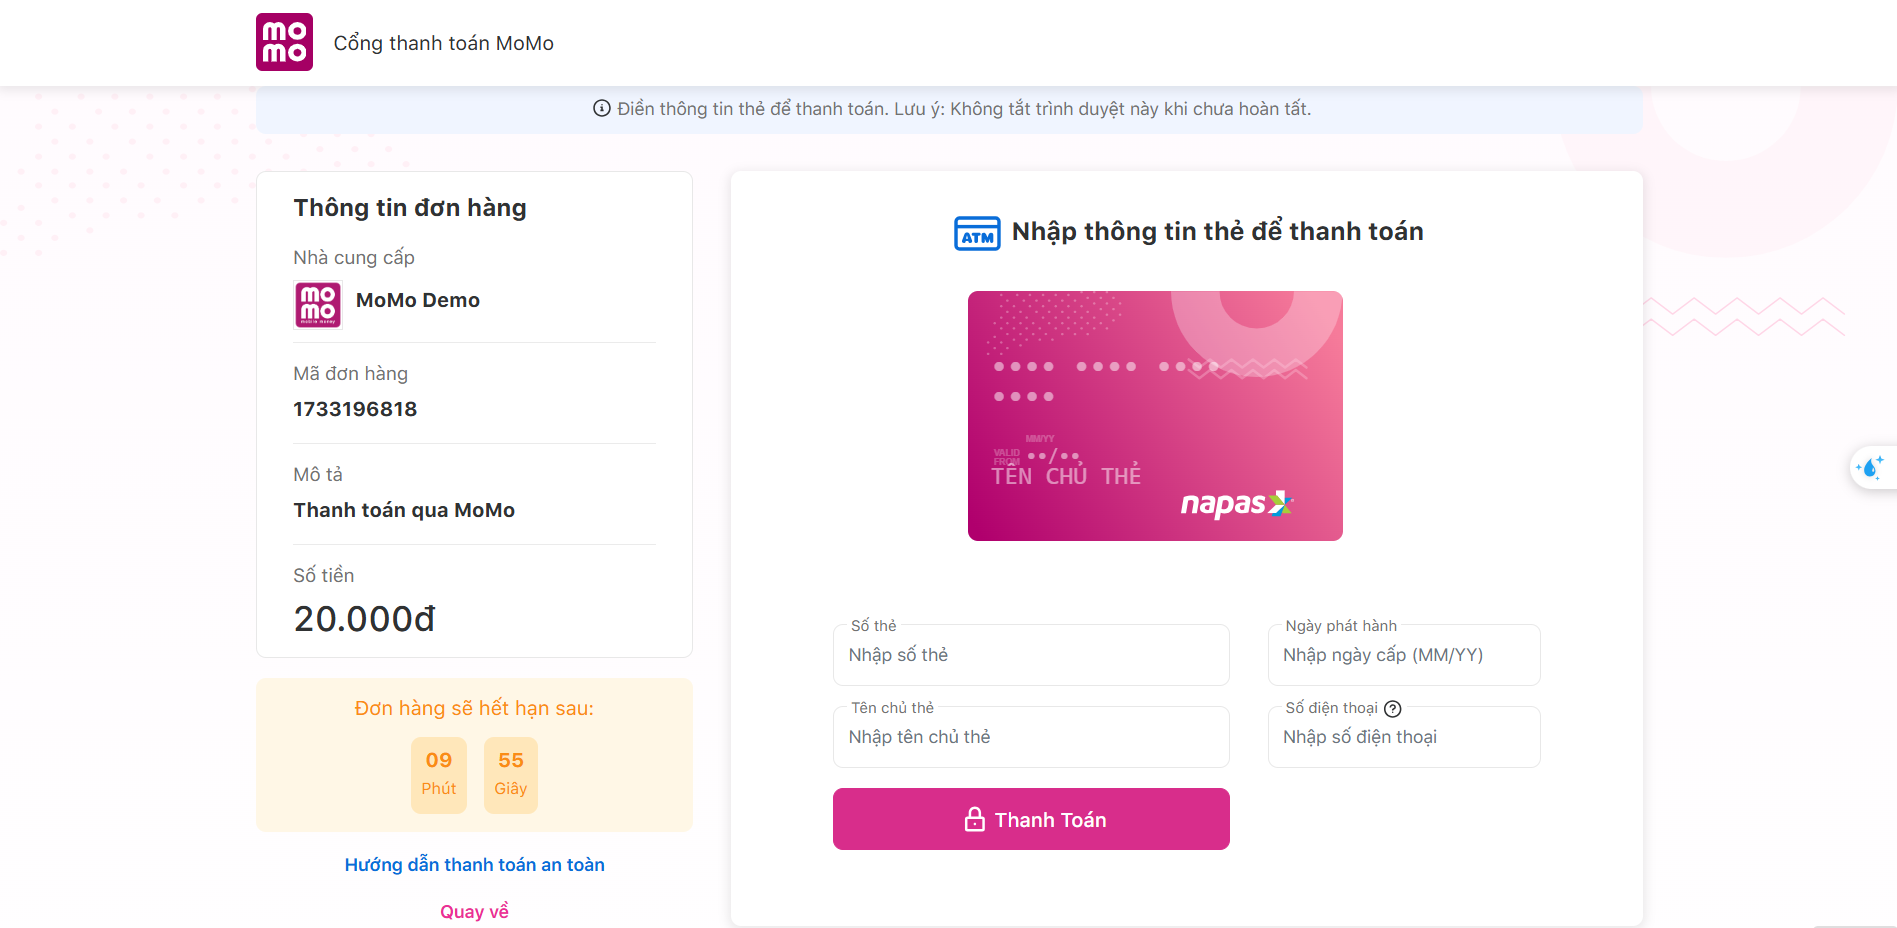 mo
mo
Cổng thanh toán MoMo
Điền thông tin thẻ để thanh toán. Lưu ý: Không tắt trình duyệt này khi chưa hoàn tất.
Thông tin đơn hàng
Nhà cung cấp
mo
mo
mobile money
MoMo Demo
Mã đơn hàng
1733196818
Mô tả
Thanh toán qua MoMo
Số tiền
20.000đ
Đơn hàng sẽ hết hạn sau:
09
Phút
55
Giây
Hướng dẫn thanh toán an toàn
Quay về
ATM
Nhập thông tin thẻ để thanh toán
•••• •••• ••••
••••
MM/YY
VALID
FROM
••/••
TÊN CHỦ THẺ
napas
Số thẻ
Nhập số thẻ
Ngày phát hành
Nhập ngày cấp (MM/YY)
Tên chủ thẻ
Nhập tên chủ thẻ
Số điện thoại
Nhập số điện thoại
Thanh Toán